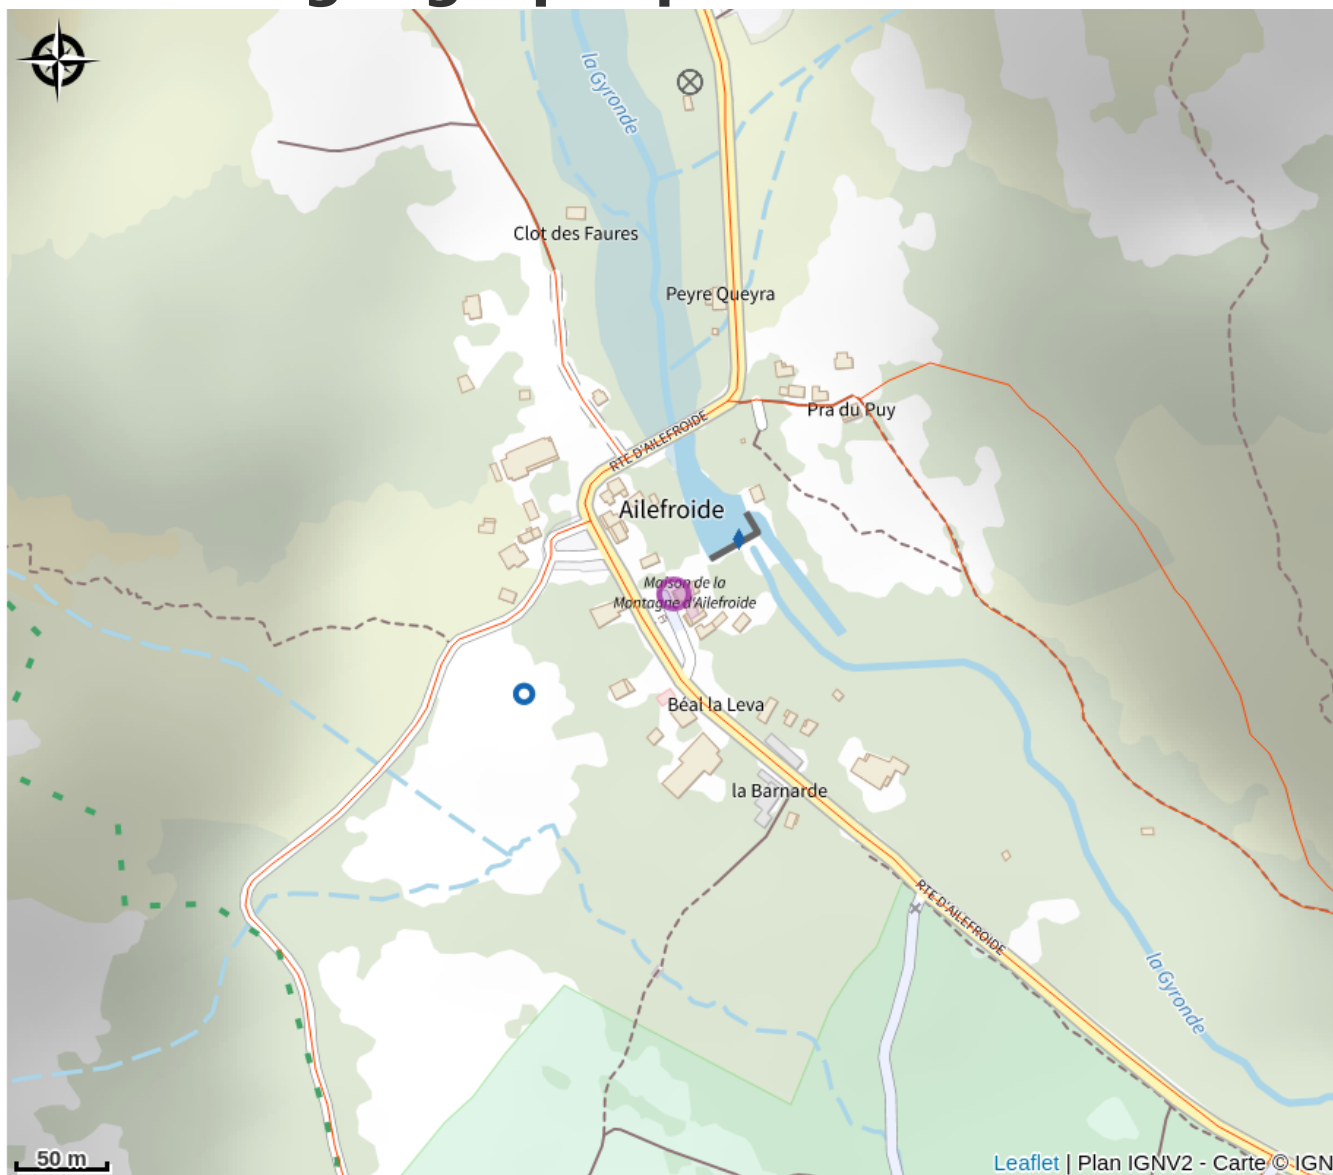 la Gyronde
Clot des Faures
Peyre Queyra
Pra du Puy
RTE D'AILEFROIDE
Ailefroide
Maison de la
Montagne d'Ailefroide
Béal la Leva
la Barnarde
RTE D'AILEFROIDE
la Gyronde
50 m
Leaflet | Plan IGNV2 - Carte © IGN